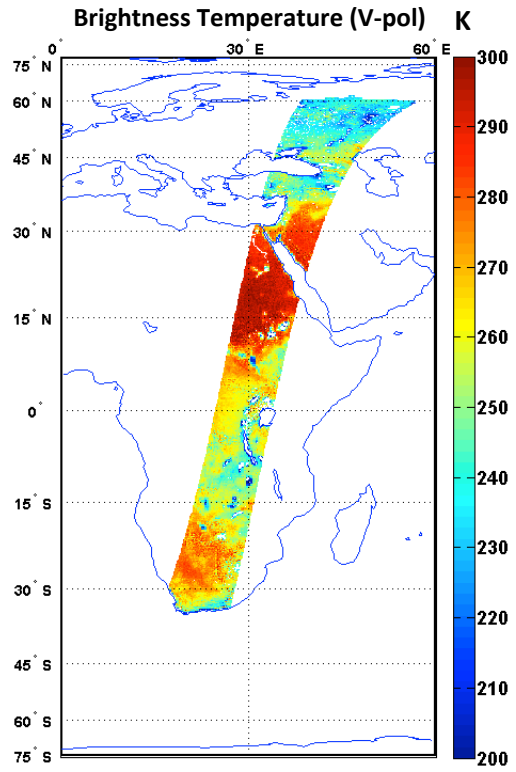 Brightness Temperature (V-pol) K
0° 30° E 60° E
75° N
60° N
45° N
30° N
15° N
0°
15° S
30° S
45° S
60° S
75° S
300
290
280
270
260
250
240
230
220
210
200